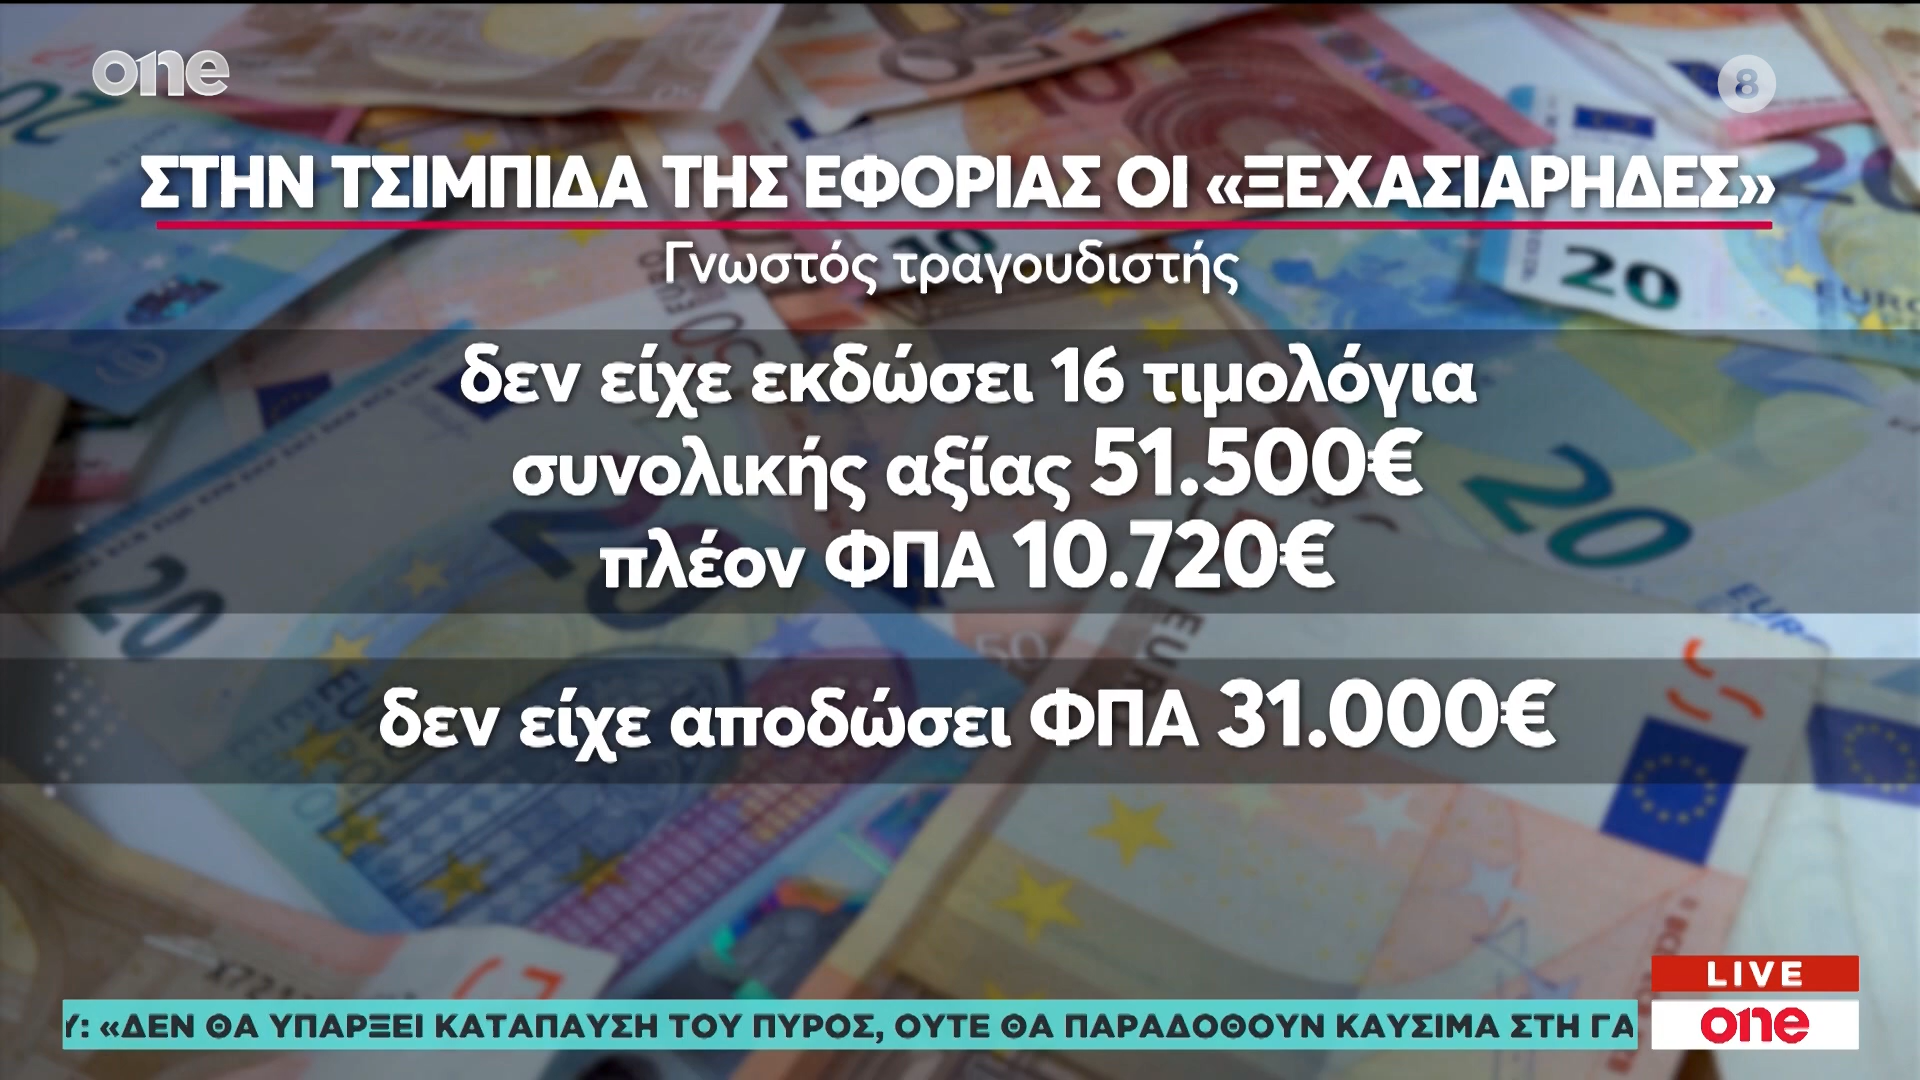 one
8
ΣΤΗΝ ΤΣΙΜΠΙΔΑ ΤΗΣ ΕΦΟΡΙΑΣ ΟΙ «ΞΕΧΑΣΙΑΡΗΔΕΣ»
Γνωστός τραγουδιστής
δεν είχε εκδώσει 16 τιμολόγια
συνολικής αξίας 51.500€
πλέον ΦΠΑ 10.720€
δεν είχε αποδώσει ΦΠΑ 31.000€
LIVE
one
: «ΔΕΝ ΘΑ ΥΠΑΡΞΕΙ ΚΑΤΑΠΑΥΣΗ ΤΟΥ ΠΥΡΟΣ, ΟΥΤΕ ΘΑ ΠΑΡΑΔΟΘΟΥΝ ΚΑΥΣΙΜΑ ΣΤΗ ΓΑ